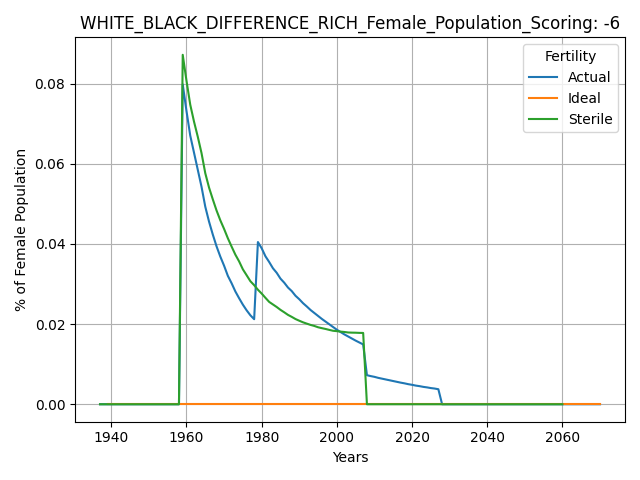 WHITE_BLACK_DIFFERENCE_RICH_Female_Population_Scoring: -6
Fertility
Actual
Ideal
Sterile
% of Female Population
0.08
0.06
0.04
0.02
0.00
1940 1960 1980 2000 2020 2040 2060
Years